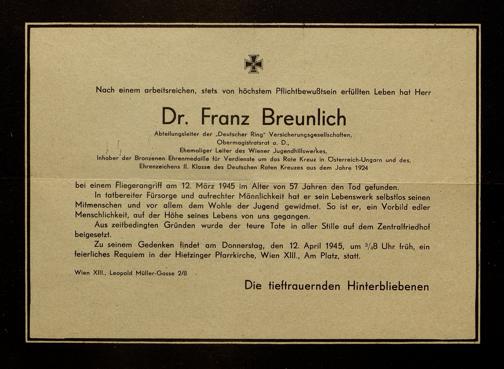 Nach einem arbeitsreichen, stets von höchstem Pflichtbewußtsein erfüllten Leben hat Herr
Dr. Franz Breunlich
Abteilungsleiter der „Deutscher Ring" Versicherungsgesellschaften,
Obermagistratsrat a. D.,
Ehemaliger Leiter des Wiener Jugendhilfswerkes,
Inhaber der Bronzenen Ehrenmedaille für Verdienste um das Rote Kreuz in Österreich-Ungarn und des
Ehrenzeichens II. Klasse des Deutschen Roten Kreuzes aus dem Jahre 1924
bei einem Fliegerangriff am 12. März 1945 im Alter von 57 Jahren den Tod gefunden.
In tatbereiter Fürsorge und aufrechter Männlichkeit hat er sein Lebenswerk selbstlos seinen
Mitmenschen und vor allem dem Wohle der Jugend gewidmet. So ist er, ein Vorbild edler
Menschlichkeit, auf der Höhe seines Lebens von uns gegangen.
Aus zeitbedingten Gründen wurde der teure Tote in aller Stille auf dem Zentralfriedhof
beigesetzt.
Zu seinem Gedenken findet am Donnerstag, den 12. April 1945, um ³/₄8 Uhr früh, ein
feierliches Requiem in der Hietzinger Pfarrkirche, Wien XIII., Am Platz, statt.
Wien XIII., Leopold Müller-Gasse 2/8
Die tieftrauernden Hinterbliebenen